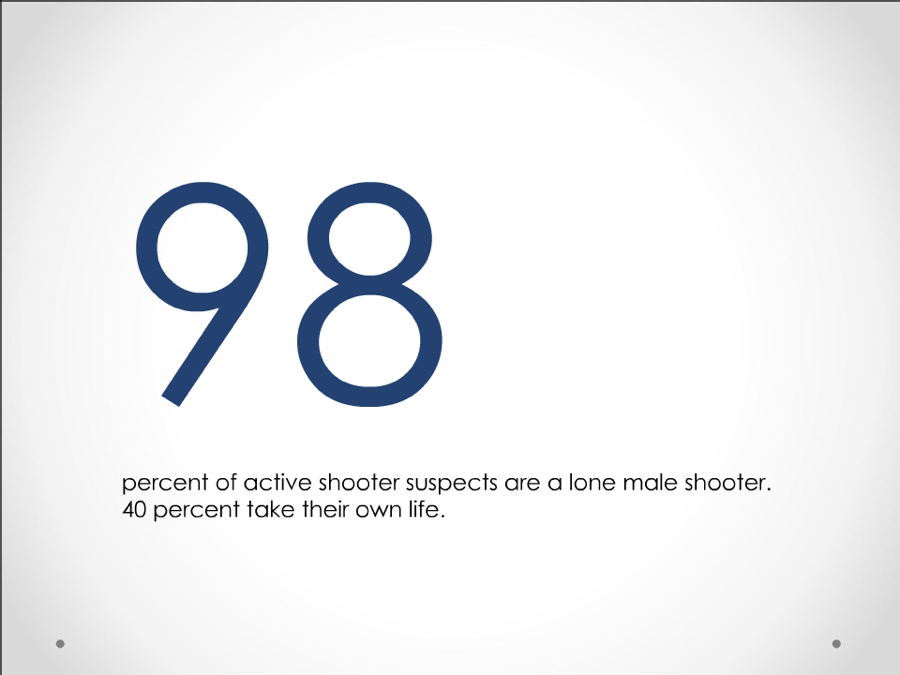 98
percent of active shooter suspects are a lone male shooter.
40 percent take their own life.